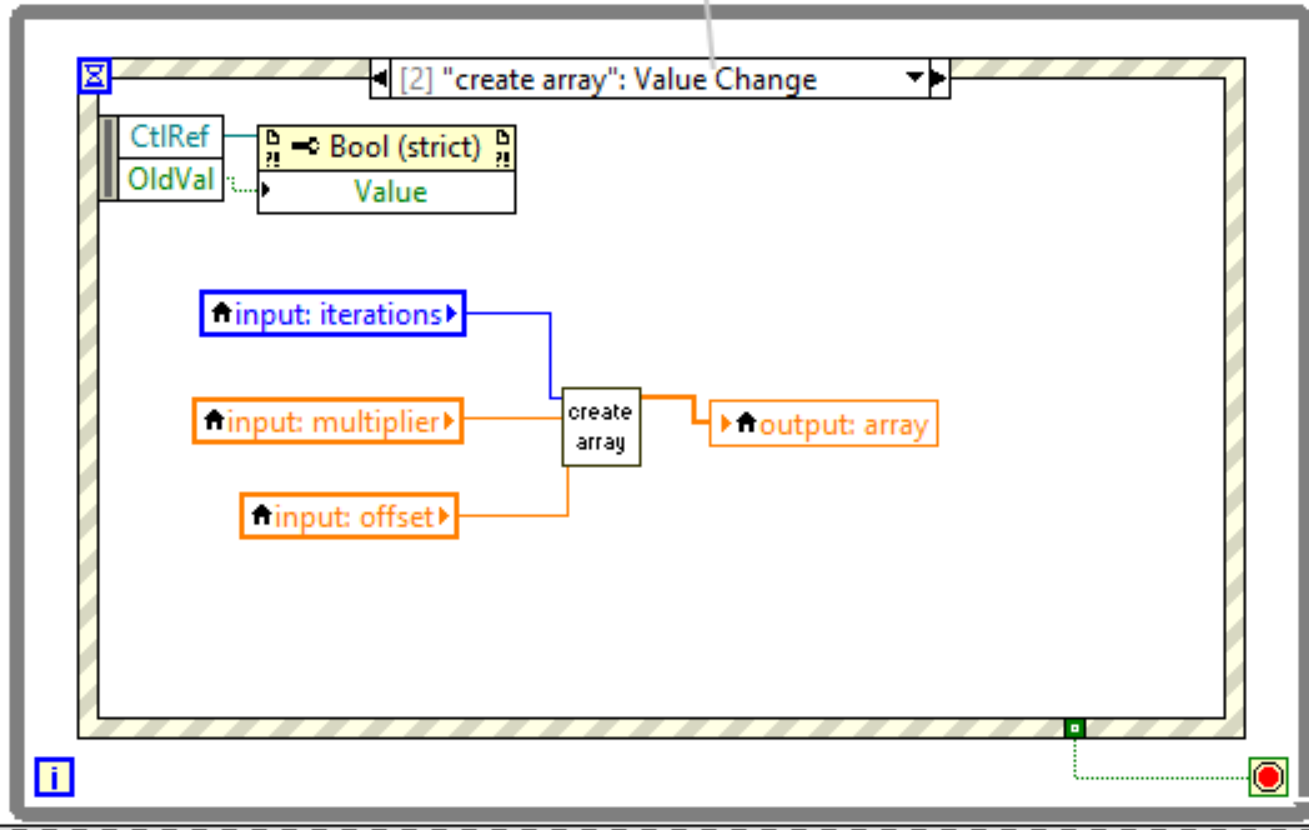 [2] "create array": Value Change
CtlRef
Bool (strict)
OldVal
Value
input: iterations
input: multiplier
create
array
output: array
input: offset
i